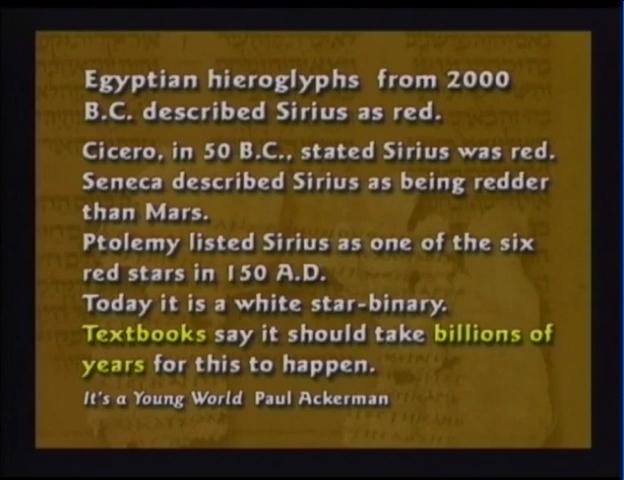 Egyptian hieroglyphs from 2000
B.C. described Sirius as red.
Cicero, in 50 B.C., stated Sirius was red.
Seneca described Sirius as being redder
than Mars.
Ptolemy listed Sirius as one of the six
red stars in 150 A.D.
Today it is a white star-binary.
Textbooks say it should take billions of
years for this to happen.
It's a Young World Paul Ackerman